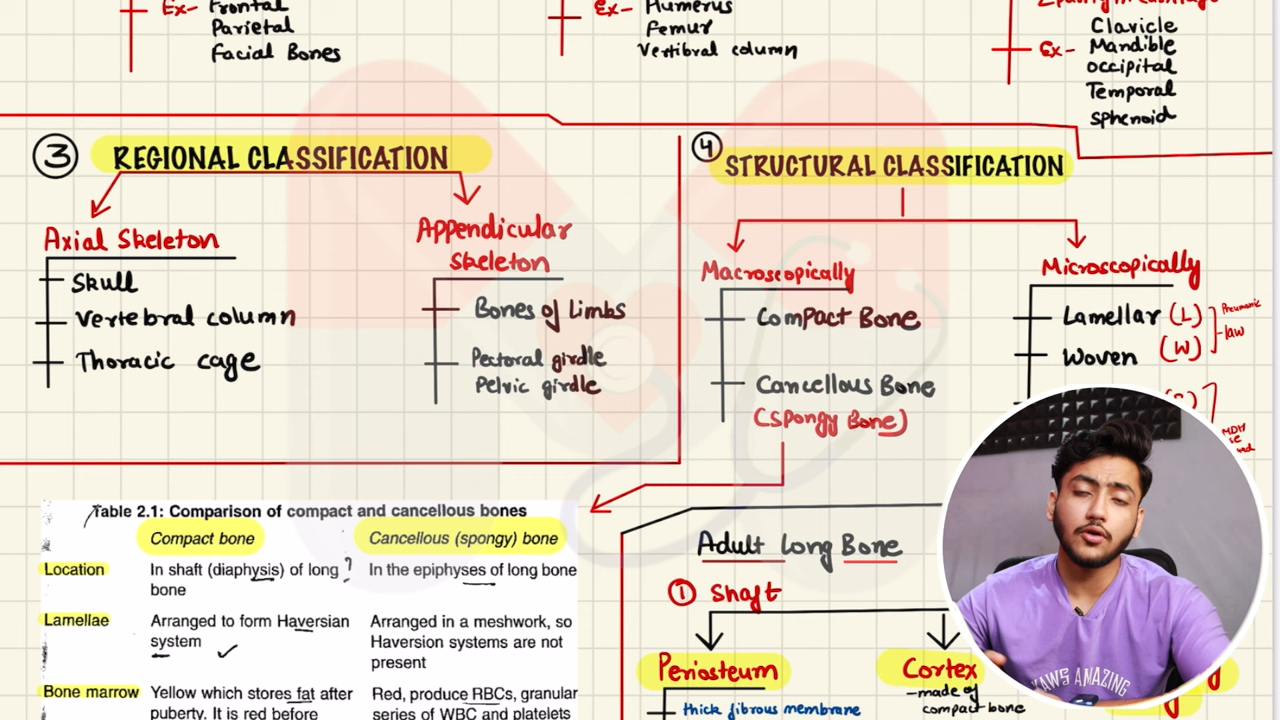 Ex- Frontal
Parietal
Facial Bones
Ex- Humerus
Femur
Vertibral column
Clavicle
Ex- Mandible
occipital
Temporal
sphenoid
3 REGIONAL CLASSIFICATION
Axial Skeleton
Skull
Vertebral column
Thoracic cage
Appendicular
Skeleton
Bones of Limbs
Pectoral girdle
Pelvic girdle
4 STRUCTURAL CLASSIFICATION
Macroscopically
Compact Bone
Cancellous Bone
(Spongy Bone)
Microscopically
Lamellar (L)
Woven (W)
Pneumonic
law
Table 2.1: Comparison of compact and cancellous bones
Compact bone Cancellous (spongy) bone
Location In shaft (diaphysis) of long ? In the epiphyses of long bone
bone
Lamellae Arranged to form Haversian Arranged in a meshwork, so
system Haversion systems are not
present
Bone marrow Yellow which stores fat after Red, produce RBCs, granular
puberty. It is red before series of WBC and platelets
Adult Long Bone
1 Shaft
Periosteum
thick fibrous membrane
Cortex
-made of
compact bone
AWS AMAZING